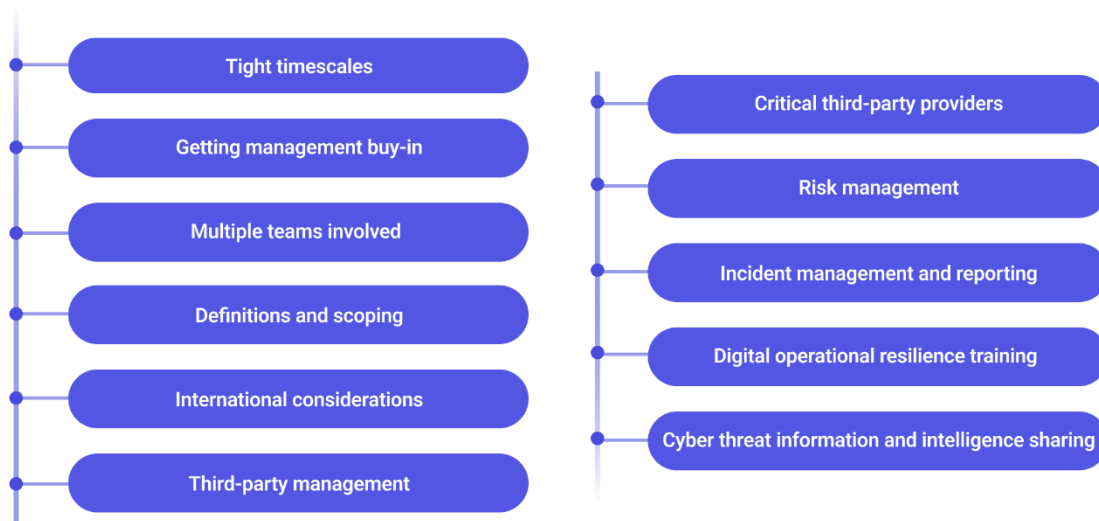 Tight timescales
Getting management buy-in
Multiple teams involved
Definitions and scoping
International considerations
Third-party management
Critical third-party providers
Risk management
Incident management and reporting
Digital operational resilience training
Cyber threat information and intelligence sharing